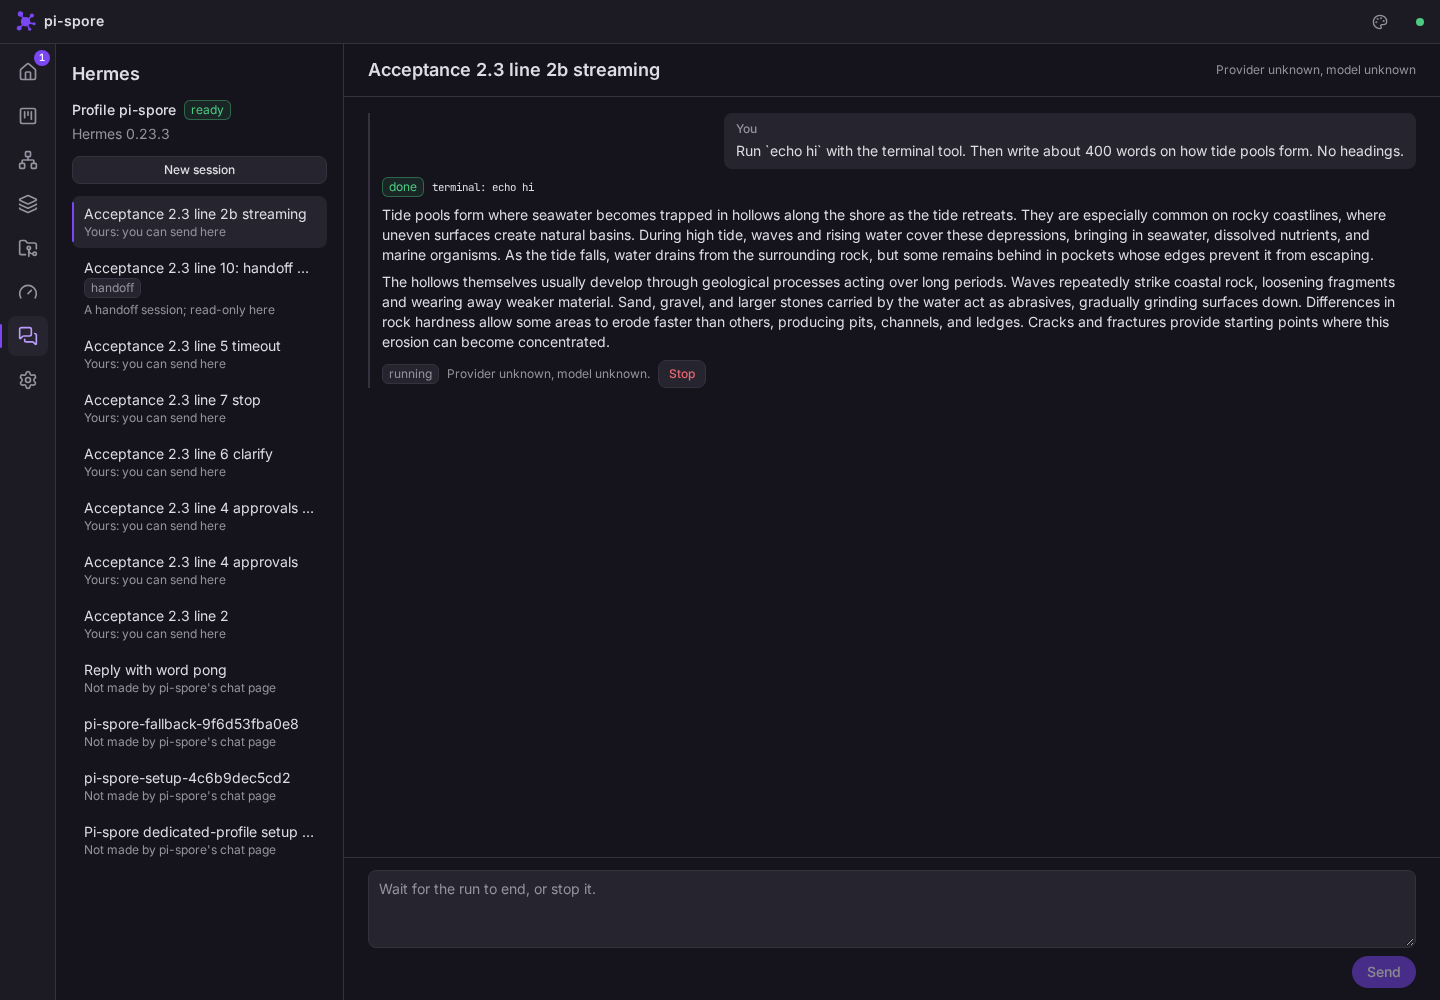 pi-spore
1
Hermes
Profile pi-spore ready
Hermes 0.23.3
New session
Acceptance 2.3 line 2b streaming
Yours: you can send here
Acceptance 2.3 line 10: handoff ...
handoff
A handoff session; read-only here
Acceptance 2.3 line 5 timeout
Yours: you can send here
Acceptance 2.3 line 7 stop
Yours: you can send here
Acceptance 2.3 line 6 clarify
Yours: you can send here
Acceptance 2.3 line 4 approvals ...
Yours: you can send here
Acceptance 2.3 line 4 approvals
Yours: you can send here
Acceptance 2.3 line 2
Yours: you can send here
Reply with word pong
Not made by pi-spore's chat page
pi-spore-fallback-9f6d53fba0e8
Not made by pi-spore's chat page
pi-spore-setup-4c6b9dec5cd2
Not made by pi-spore's chat page
Pi-spore dedicated-profile setup ...
Not made by pi-spore's chat page
Acceptance 2.3 line 2b streaming
Provider unknown, model unknown
You
Run `echo hi` with the terminal tool. Then write about 400 words on how tide pools form. No headings.
done terminal: echo hi
Tide pools form where seawater becomes trapped in hollows along the shore as the tide retreats. They are especially common on rocky coastlines, where
uneven surfaces create natural basins. During high tide, waves and rising water cover these depressions, bringing in seawater, dissolved nutrients, and
marine organisms. As the tide falls, water drains from the surrounding rock, but some remains behind in pockets whose edges prevent it from escaping.
The hollows themselves usually develop through geological processes acting over long periods. Waves repeatedly strike coastal rock, loosening fragments
and wearing away weaker material. Sand, gravel, and larger stones carried by the water act as abrasives, gradually grinding surfaces down. Differences in
rock hardness allow some areas to erode faster than others, producing pits, channels, and ledges. Cracks and fractures provide starting points where this
erosion can become concentrated.
running Provider unknown, model unknown. Stop
Wait for the run to end, or stop it.
Send